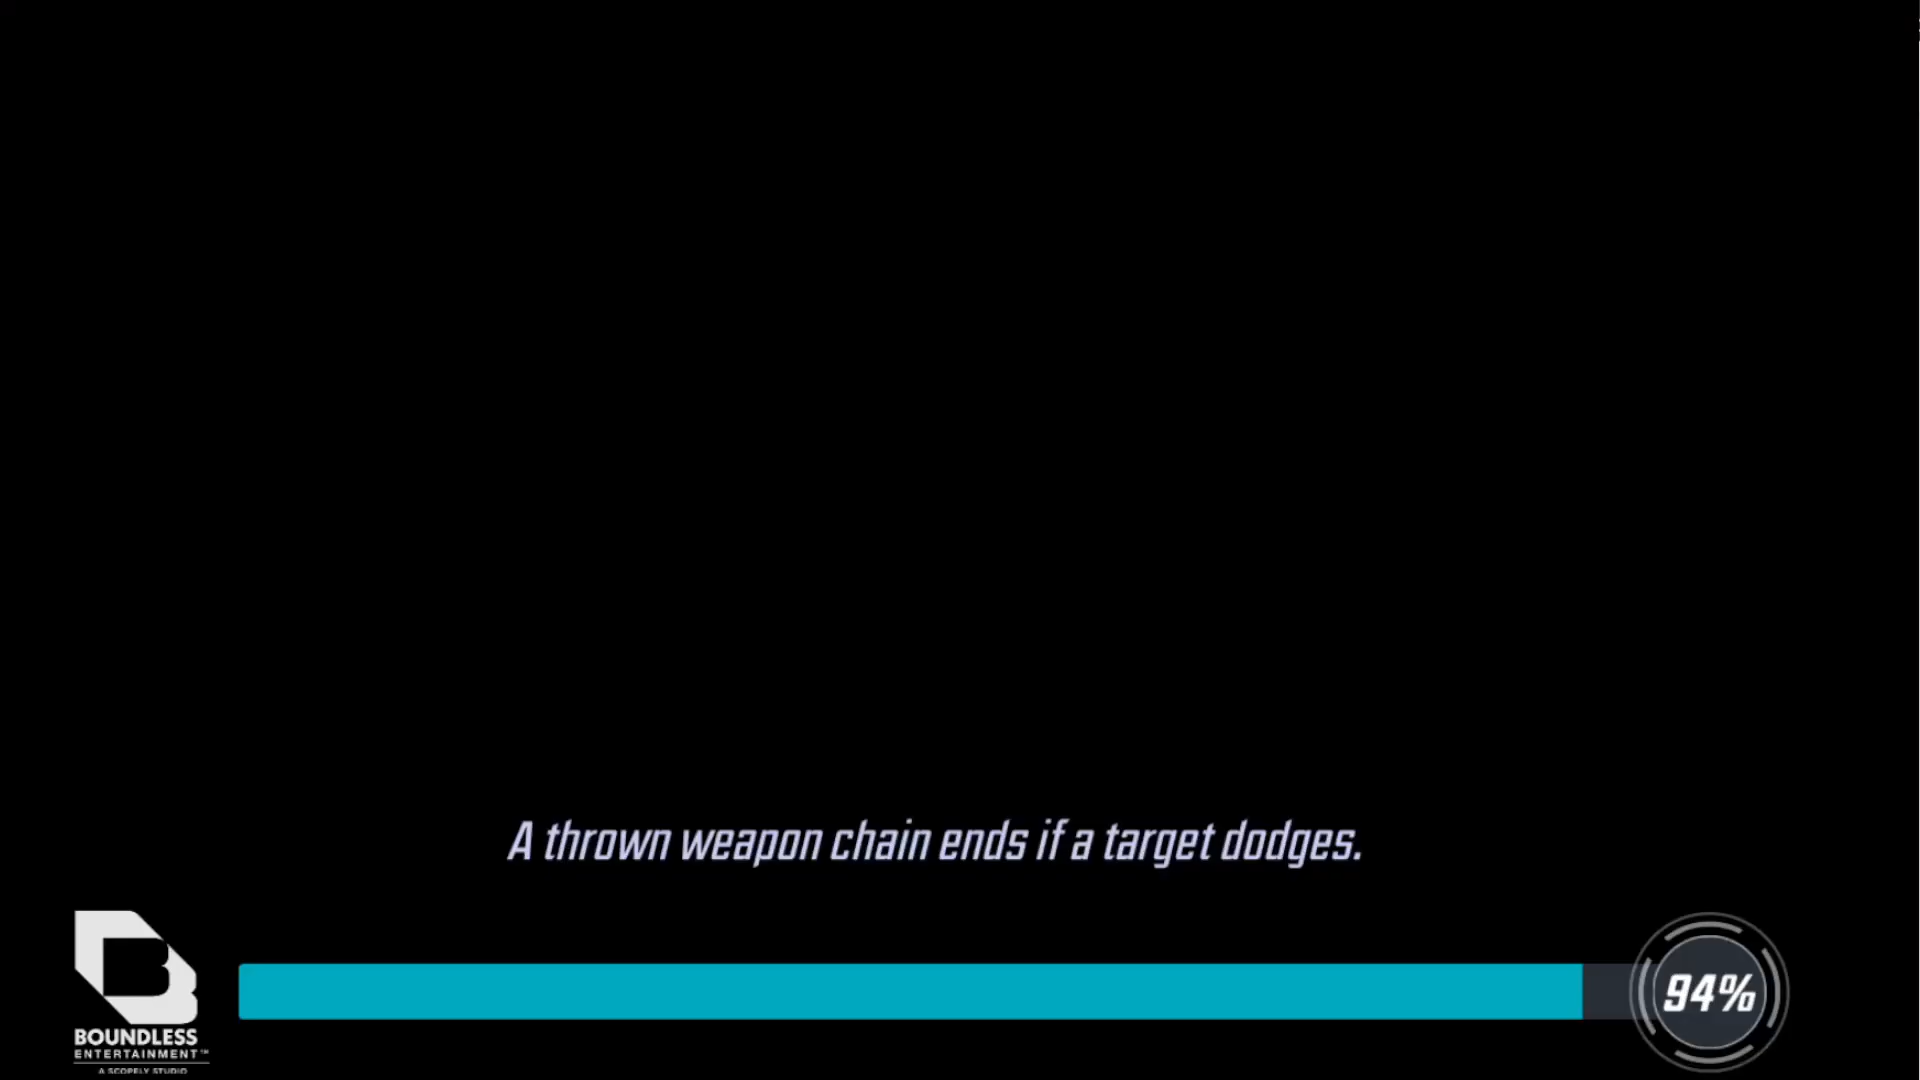 A thrown weapon chain ends if a target dodges.
94%
BOUNDLESS
ENTERTAINMENT™
A SCOPELY STUDIO